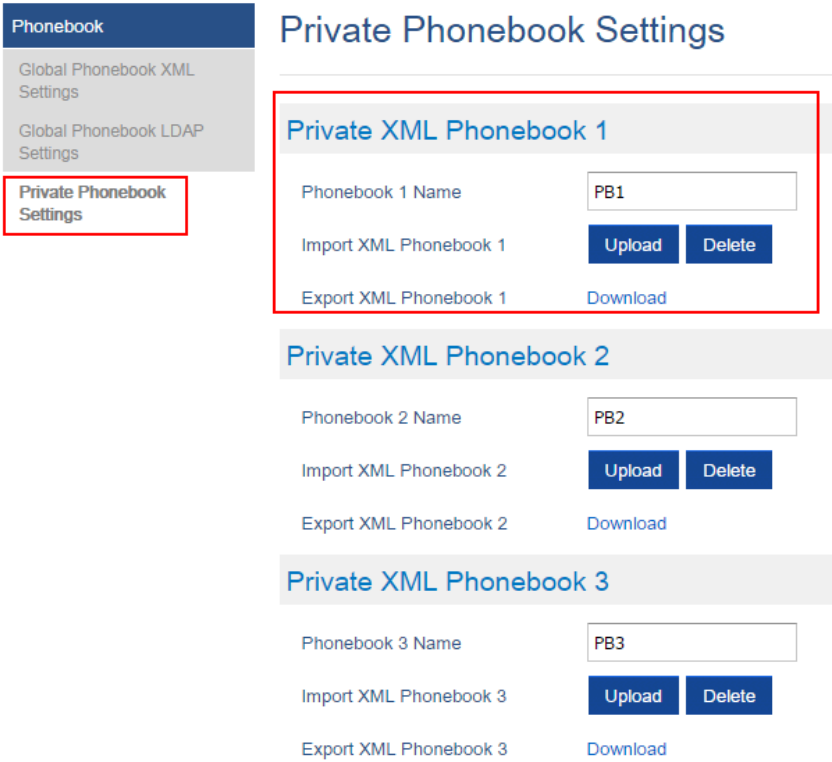 Phonebook
Global Phonebook XML
Settings
Global Phonebook LDAP
Settings
Private Phonebook
Settings
Private Phonebook Settings
Private XML Phonebook 1
Phonebook 1 Name PB1
Import XML Phonebook 1 Upload Delete
Export XML Phonebook 1 Download
Private XML Phonebook 2
Phonebook 2 Name PB2
Import XML Phonebook 2 Upload Delete
Export XML Phonebook 2 Download
Private XML Phonebook 3
Phonebook 3 Name PB3
Import XML Phonebook 3 Upload Delete
Export XML Phonebook 3 Download